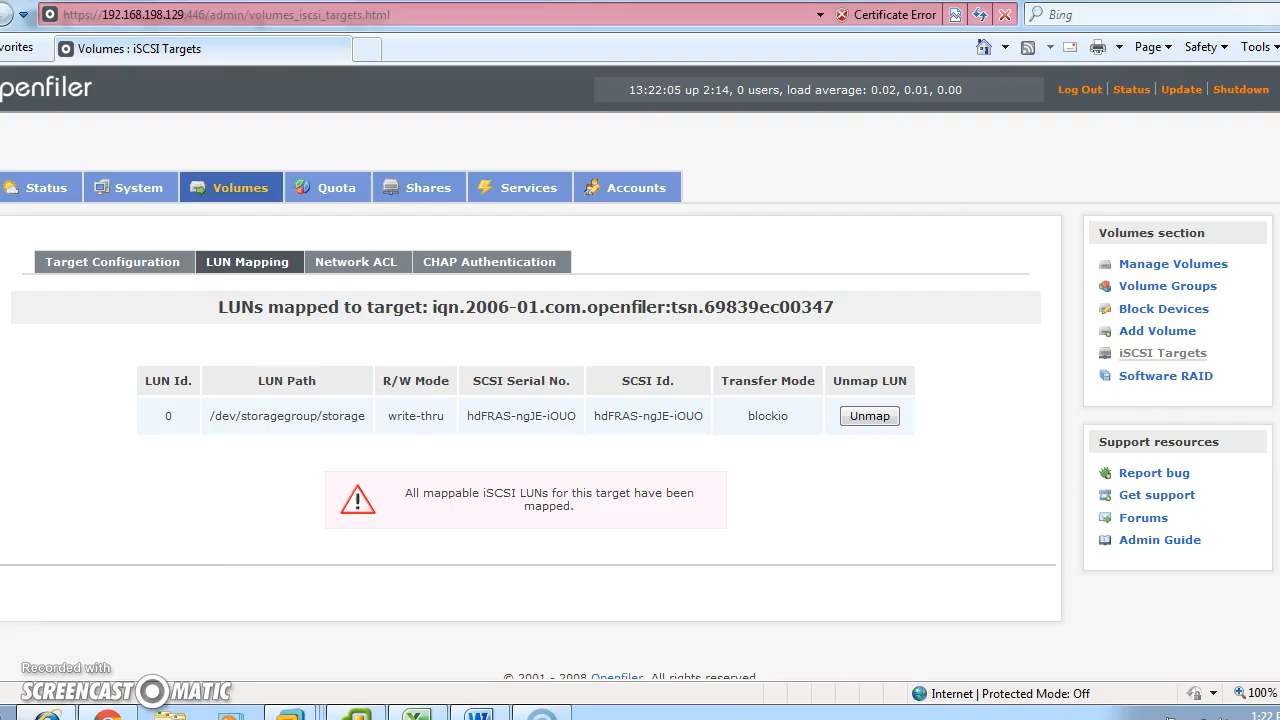 https://192.168.198.129:446/admin/volumes_iscsi_targets.html
Certificate Error
Bing
vorites
Volumes : iSCSI Targets
Page
Safety
Tools
penfiler
13:22:05 up 2:14, 0 users, load average: 0.02, 0.01, 0.00
Log Out | Status | Update | Shutdown
Status
System
Volumes
Quota
Shares
Services
Accounts
Target Configuration
LUN Mapping
Network ACL
CHAP Authentication
LUNs mapped to target: iqn.2006-01.com.openfiler:tsn.69839ec00347
LUN Id. LUN Path R/W Mode SCSI Serial No. SCSI Id. Transfer Mode Unmap LUN
0 /dev/storagegroup/storage write-thru hdFRAS-ngJE-iOUO hdFRAS-ngJE-iOUO blockio Unmap
All mappable iSCSI LUNs for this target have been
mapped.
Volumes section
Manage Volumes
Volume Groups
Block Devices
Add Volume
iSCSI Targets
Software RAID
Support resources
Report bug
Get support
Forums
Admin Guide
© 2001 - 2008 Openfiler. All rights reserved.
Recorded with
SCREENCAST MATIC
Internet | Protected Mode: Off
100%